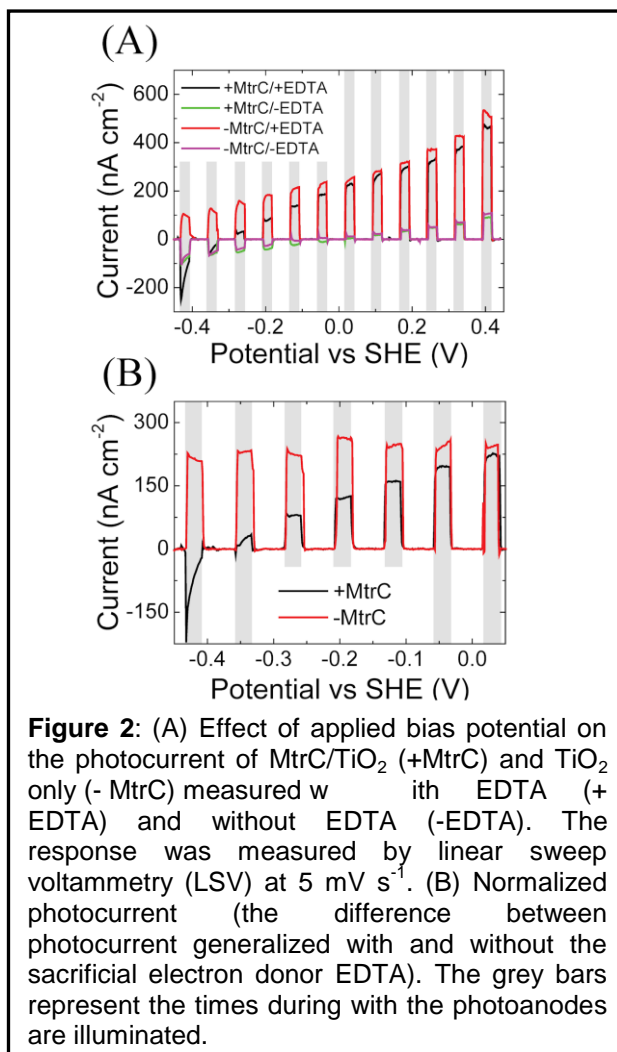 (A)
600
400
200
0
-200
Current (nA cm-2)
+MtrC/+EDTA
+MtrC/-EDTA
-MtrC/+EDTA
-MtrC/-EDTA
-0.4 -0.2 0.0 0.2 0.4
Potential vs SHE (V)
(B)
300
150
0
-150
Current (nA cm-2)
+MtrC
-MtrC
-0.4 -0.3 -0.2 -0.1 0.0
Potential vs SHE (V)
Figure 2: (A) Effect of applied bias potential on
the photocurrent of MtrC/TiO2 (+MtrC) and TiO2
only (- MtrC) measured w ith EDTA (+
EDTA) and without EDTA (-EDTA). The
response was measured by linear sweep
voltammetry (LSV) at 5 mV s-1. (B) Normalized
photocurrent (the difference between
photocurrent generalized with and without the
sacrificial electron donor EDTA). The grey bars
represent the times during with the photoanodes
are illuminated.